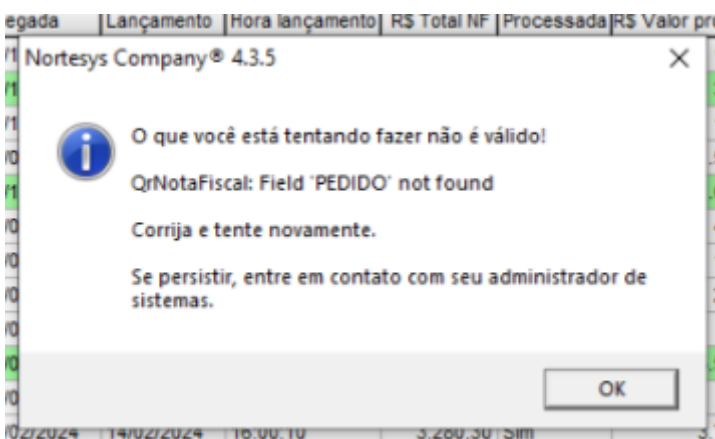 egada Lançamento Hora lançamento R$ Total NF Processada R$ Valor pr
Nortesys Company® 4.3.5
O que você está tentando fazer não é válido!
QrNotaFiscal: Field 'PEDIDO' not found
Corrija e tente novamente.
Se persistir, entre em contato com seu administrador de
sistemas.
OK
02/2024 14/02/2024 16:00:10 3.280,30 Sim